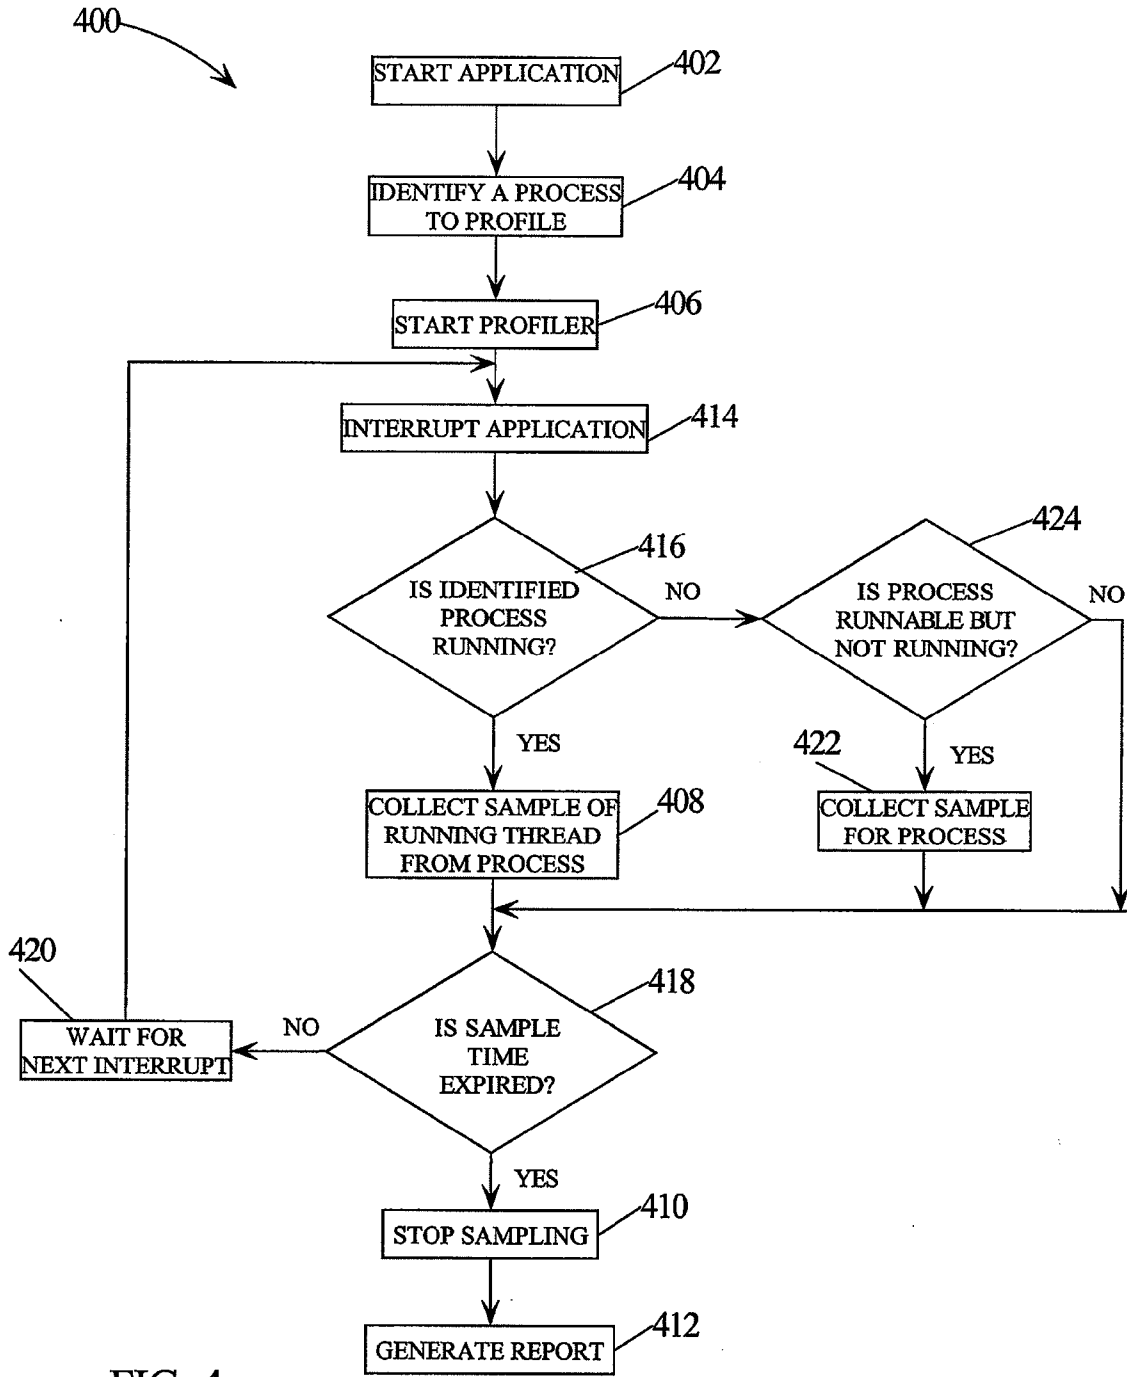 400
START APPLICATION
402
IDENTIFY A PROCESS
TO PROFILE
404
START PROFILER
406
INTERRUPT APPLICATION
414
IS IDENTIFIED
PROCESS
RUNNING?
416
NO
IS PROCESS
RUNNABLE BUT
NOT RUNNING?
424
NO
YES
COLLECT SAMPLE OF
RUNNING THREAD
FROM PROCESS
408
YES
422
COLLECT SAMPLE
FOR PROCESS
IS SAMPLE
TIME
EXPIRED?
418
NO
420
WAIT FOR
NEXT INTERRUPT
YES
STOP SAMPLING
410
GENERATE REPORT
412
FIG. 4